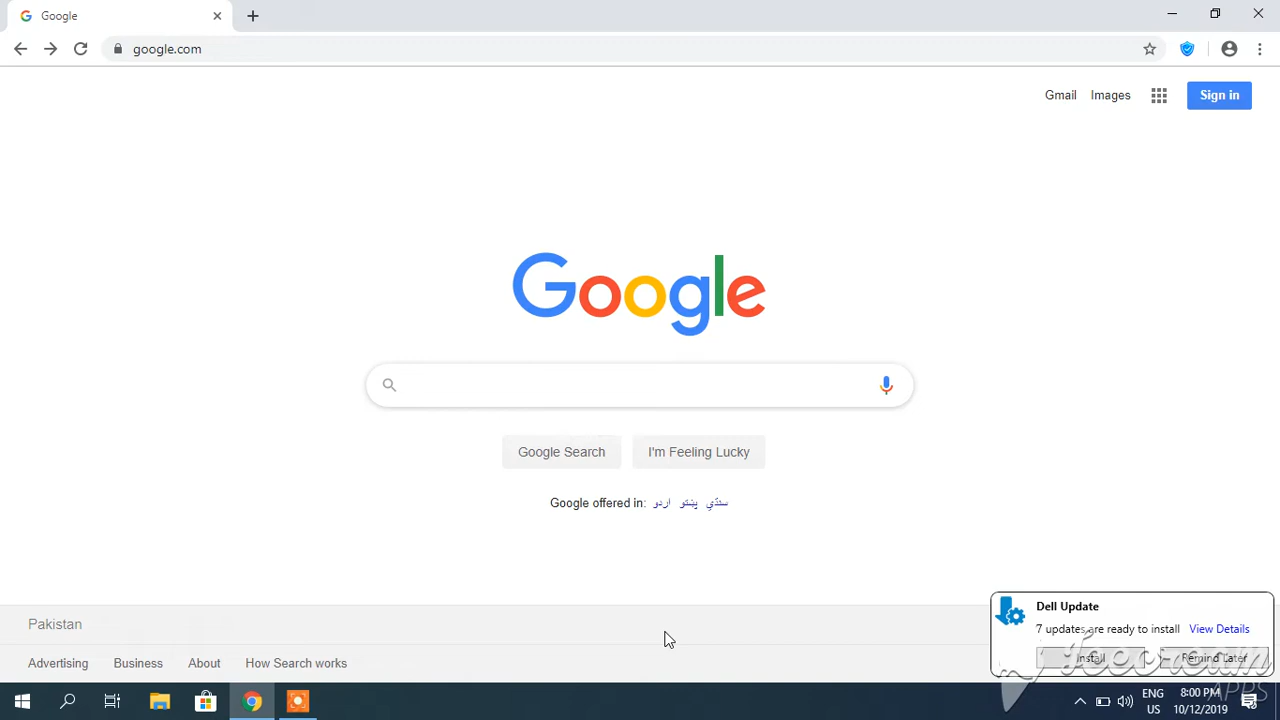 Google
google.com
Gmail Images Sign in
Google
Google Search I'm Feeling Lucky
Google offered in: اردو پښتو سنڌي
Pakistan
Advertising Business About How Search works
Dell Update
7 updates are ready to install View Details
Install Remind Later
Icecream
APPS
ENG 8:00 PM
US 10/12/2019